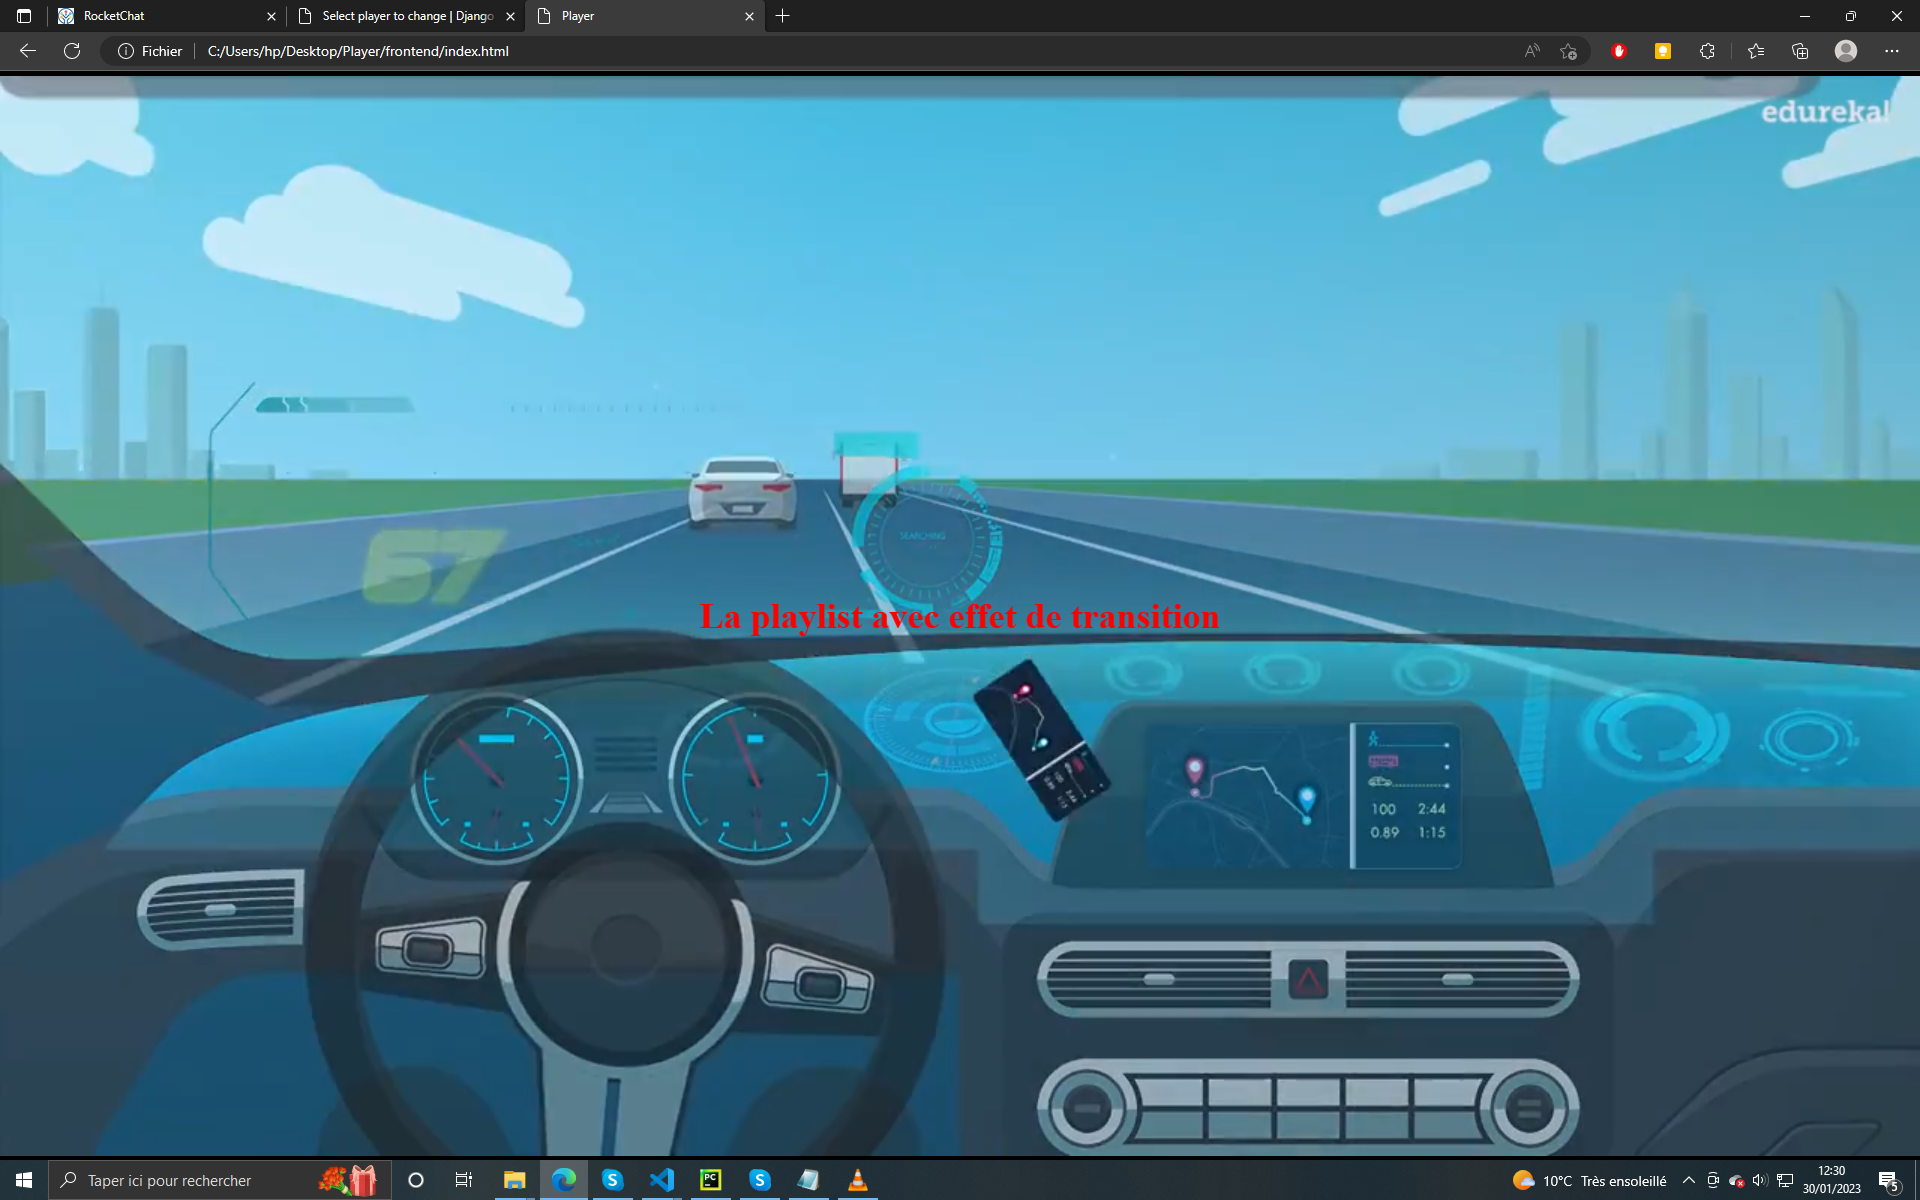 RocketChat
Select player to change | Django
Player
Fichier
C:/Users/hp/Desktop/Player/frontend/index.html
edureka!
67
SEARCHING
La playlist avec effet de transition
100 2:44
0.89 1:15
Taper ici pour rechercher
10°C Très ensoleillé
12:30
30/01/2023
5